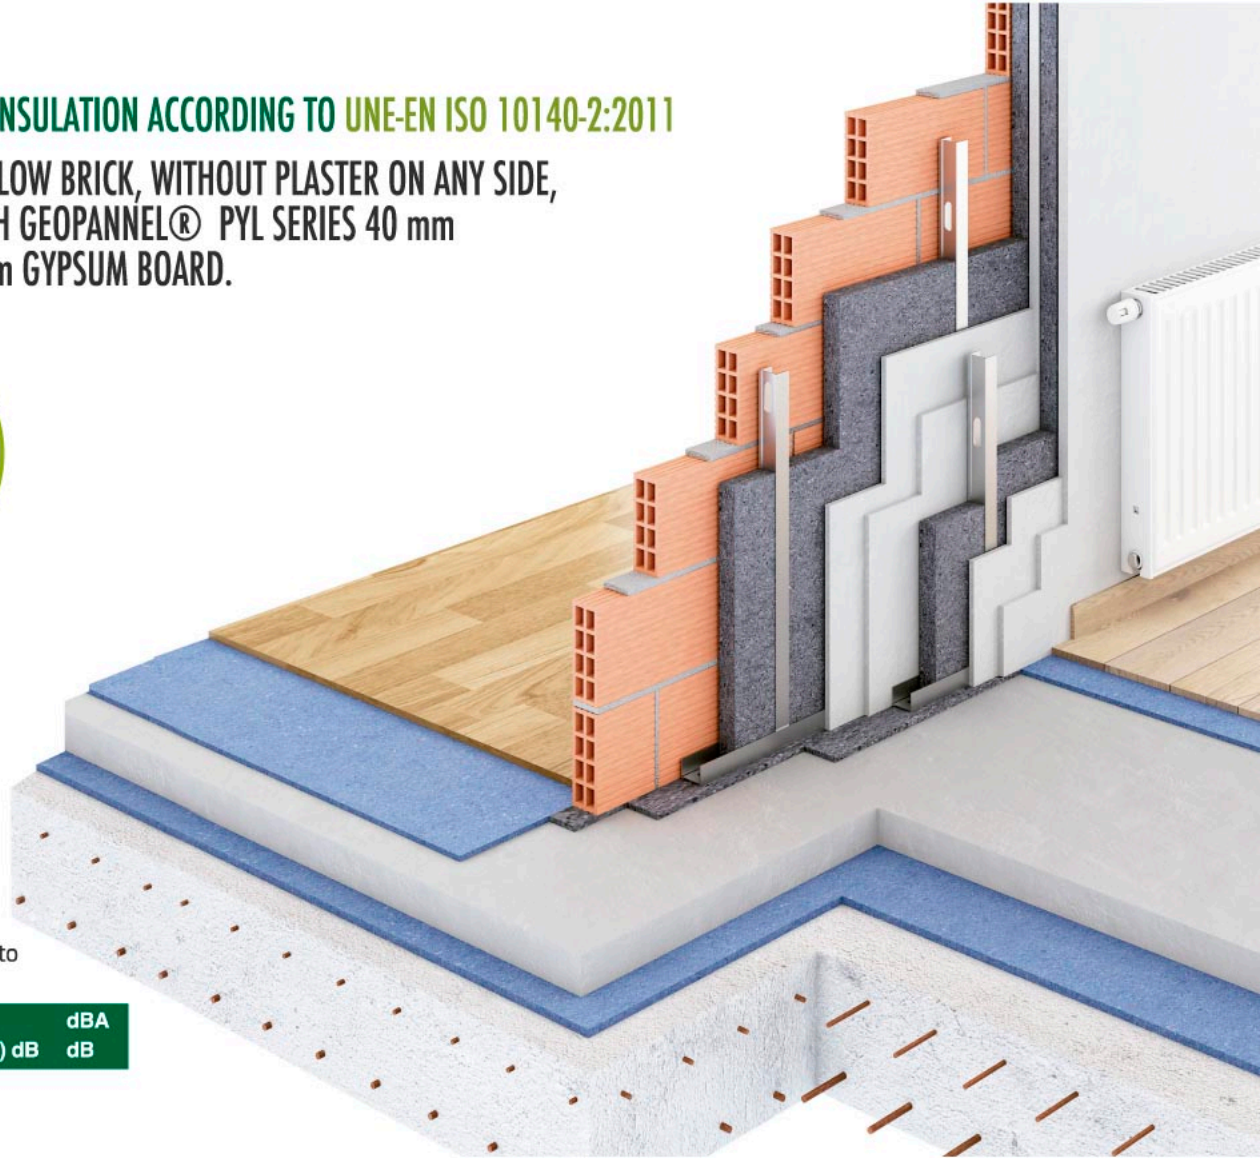 NSULATION ACCORDING TO UNE-EN ISO 10140-2:2011
LOW BRICK, WITHOUT PLASTER ON ANY SIDE,
H GEOPANNEL® PYL SERIES 40 mm
m GYPSUM BOARD.
to
dBA
) dB dB